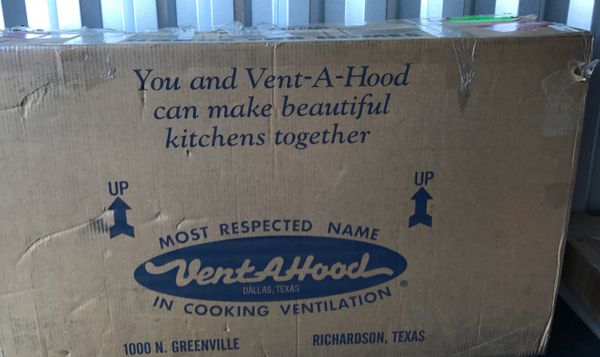 You and Vent-A-Hood
can make beautiful
kitchens together
UP
UP
MOST RESPECTED NAME
Vent-A-Hood
DALLAS, TEXAS
IN COOKING VENTILATION ®
1000 N. GREENVILLE
RICHARDSON, TEXAS